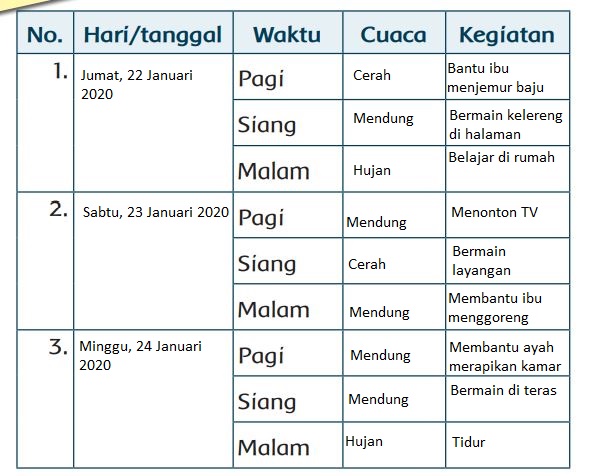 No. Hari/tanggal Waktu Cuaca Kegiatan
1. Jumat, 22 Januari 2020 Pagi Cerah Bantu ibu menjemur baju
Siang Mendung Bermain kelereng di halaman
Malam Hujan Belajar di rumah
2. Sabtu, 23 Januari 2020 Pagi Mendung Menonton TV
Siang Cerah Bermain layangan
Malam Mendung Membantu ibu menggoreng
3. Minggu, 24 Januari 2020 Pagi Mendung Membantu ayah merapikan kamar
Siang Mendung Bermain di teras
Malam Hujan Tidur